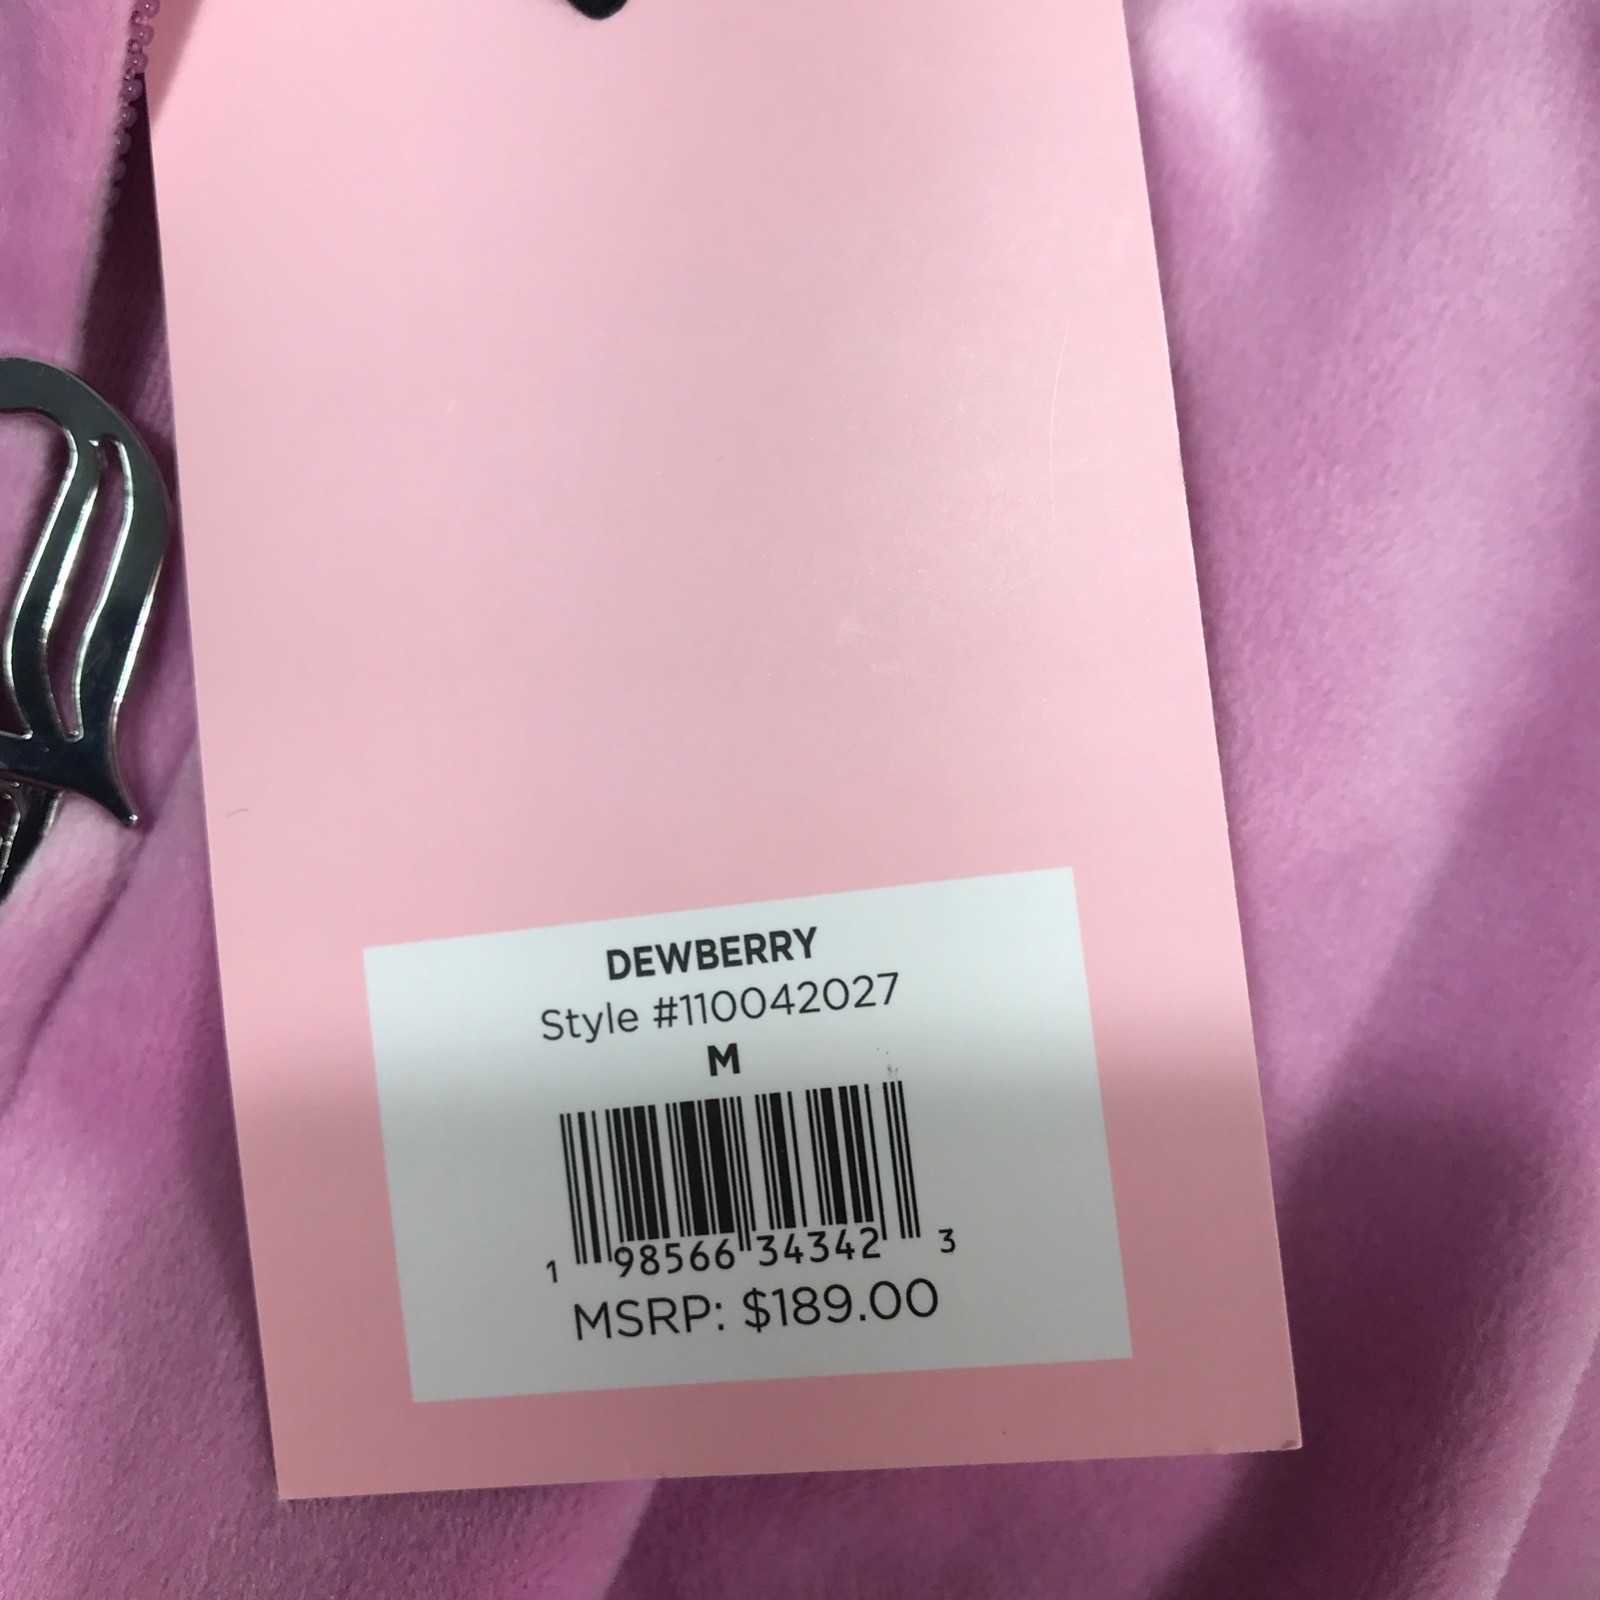 DEWBERRY
Style #110042027
M
1 98566 34342 3
MSRP: $189.00